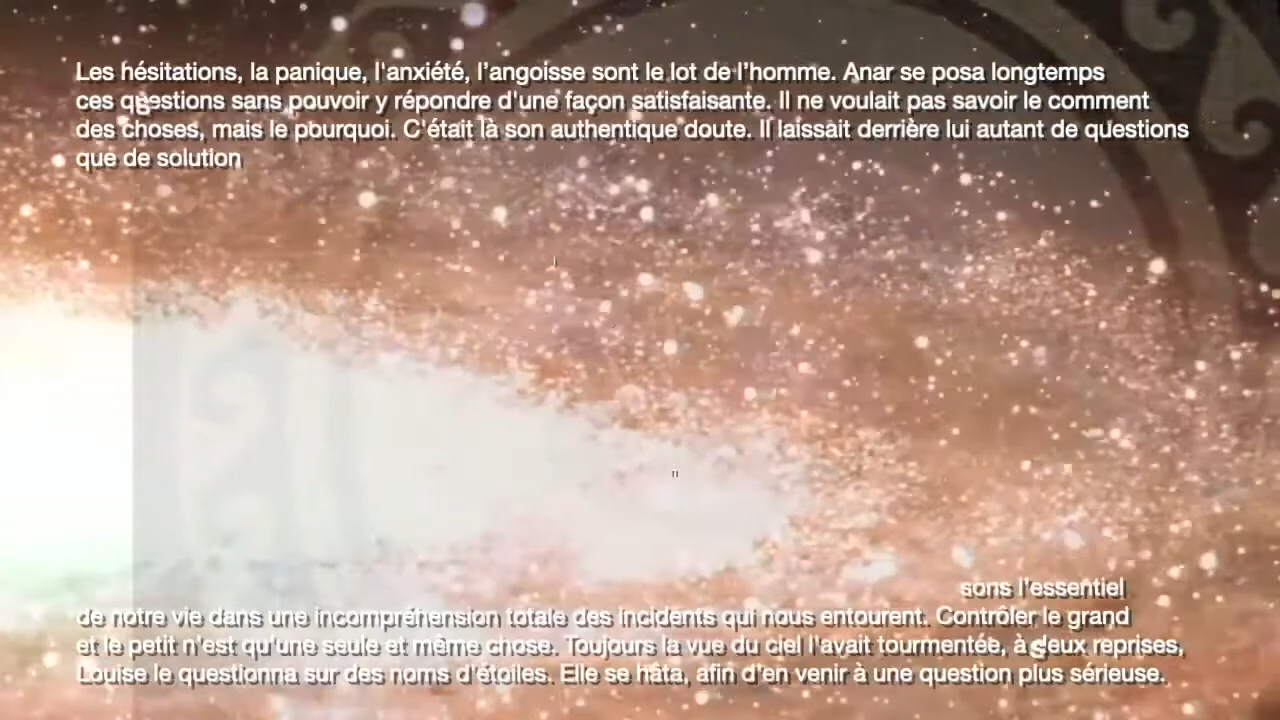 Les hésitations, la panique, l'anxiété, l'angoisse sont le lot de l'homme. Anar se posa longtemps
ces questions sans pouvoir y répondre d'une façon satisfaisante. Il ne voulait pas savoir le comment
des choses, mais le pourquoi. C'était là son authentique doute. Il laissait derrière lui autant de questions
que de solution
sons l'essentiel
de notre vie dans une incompréhension totale des incidents qui nous entourent. Contrôler le grand
et le petit n'est qu'une seule et même chose. Toujours la vue du ciel l'avait tourmentée, à deux reprises,
Louise le questionna sur des noms d'étoiles. Elle se hâta, afin d'en venir à une question plus sérieuse.